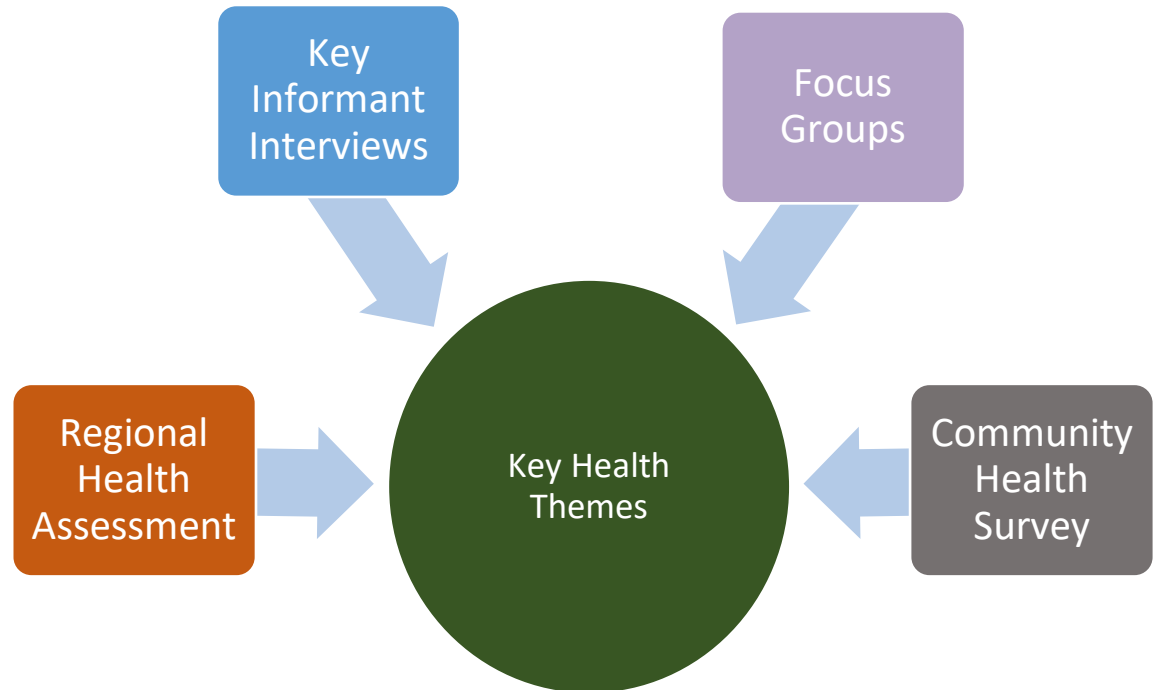 Key
Informant
Interviews
Focus
Groups
Regional
Health
Assessment
Key Health
Themes
Community
Health
Survey